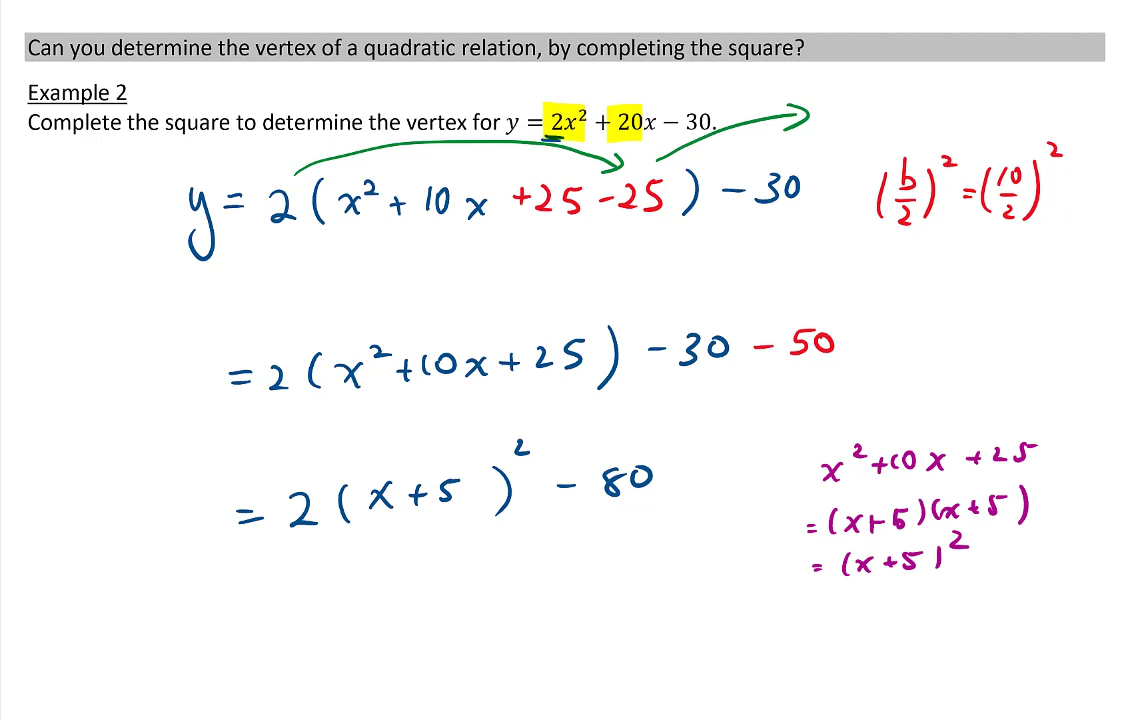 Can you determine the vertex of a quadratic relation, by completing the square?
Example 2
Complete the square to determine the vertex for y = 2x² + 20x − 30.
y = 2(x² + 10x +25 −25) − 30
(b/2)² = (10/2)²
= 2(x² + 10x + 25) − 30 − 50
= 2(x + 5)² − 80
x² + 10x + 25
= (x + 5)(x + 5)
= (x + 5)²